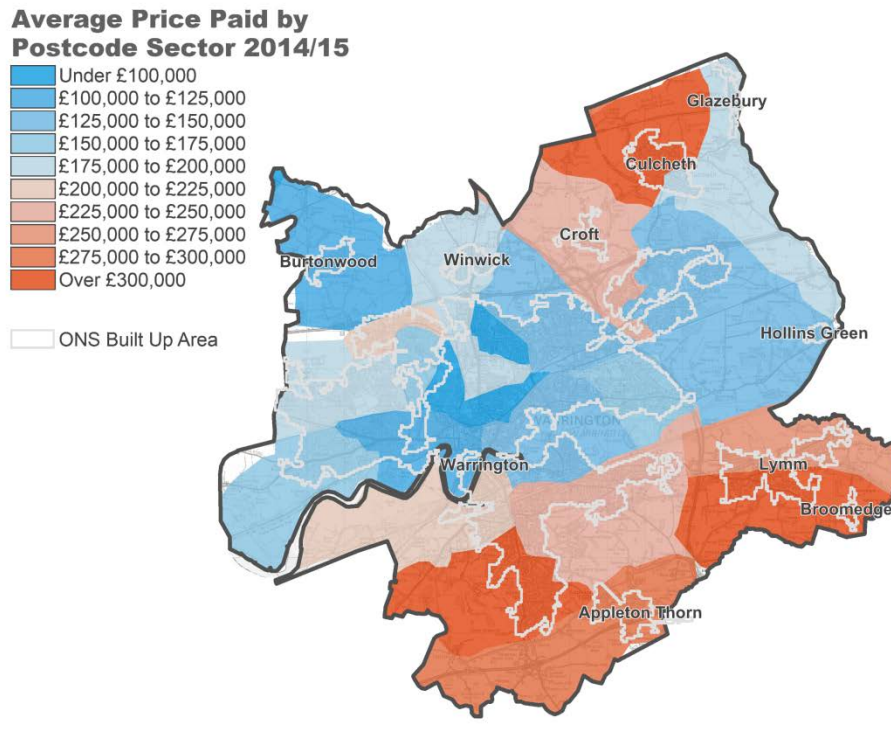 Average Price Paid by
Postcode Sector 2014/15
Under £100,000
£100,000 to £125,000
£125,000 to £150,000
£150,000 to £175,000
£175,000 to £200,000
£200,000 to £225,000
£225,000 to £250,000
£250,000 to £275,000
£275,000 to £300,000
Over £300,000
ONS Built Up Area
Glazebury
Culcheth
Croft
Burtonwood
Winwick
Hollins Green
WARRINGTON
Warrington
Lymm
Broomedge
Appleton Thorn